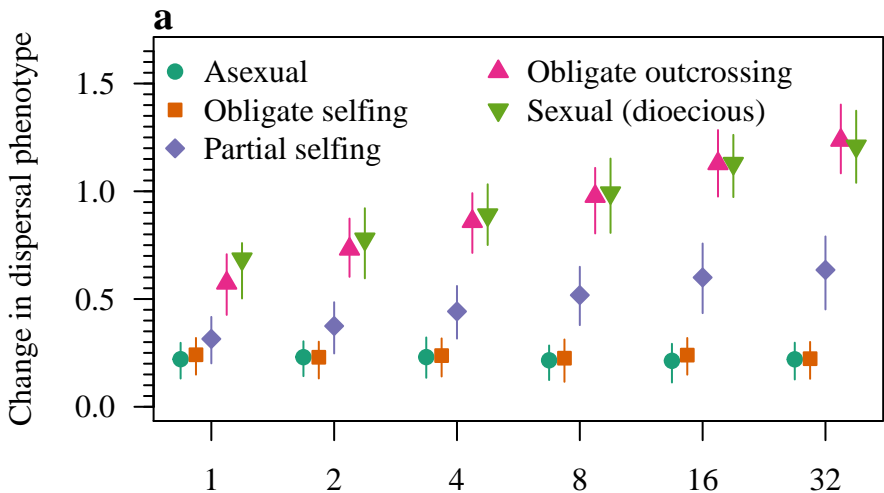 a
Change in dispersal phenotype
1.5
1.0
0.5
0.0
Asexual
Obligate selfing
Partial selfing
Obligate outcrossing
Sexual (dioecious)
1 2 4 8 16 32